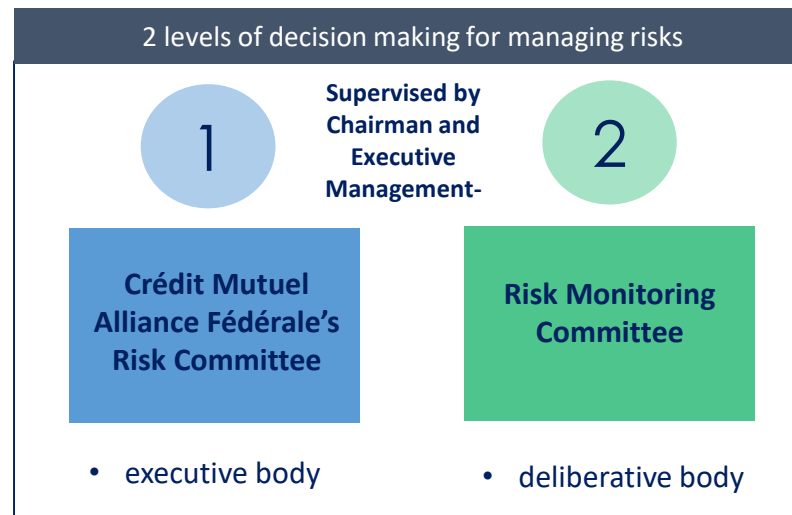 2 levels of decision making for managing risks
1
Supervised by
Chairman and
Executive
Management-
2
Crédit Mutuel
Alliance Fédérale’s
Risk Committee
Risk Monitoring
Committee
• executive body
• deliberative body